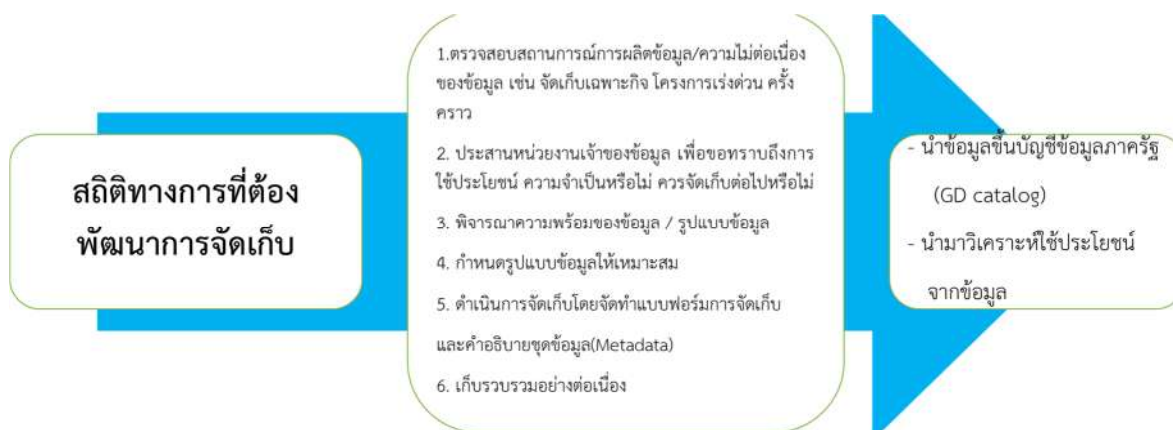 สถิติทางการที่ต้อง
พัฒนาการจัดเก็บ
1.ตรวจสอบสถานการณ์การผลิตข้อมูล/ความไม่ต่อเนื่อง
ของข้อมูล เช่น จัดเก็บเฉพาะกิจ โครงการเร่งด่วน ครั้ง
คราว
2. ประสานหน่วยงานเจ้าของข้อมูล เพื่อขอทราบถึงการ
ใช้ประโยชน์ ความจำเป็นหรือไม่ ควรจัดเก็บต่อไปหรือไม่
3. พิจารณาความพร้อมของข้อมูล / รูปแบบข้อมูล
4. กำหนดรูปแบบข้อมูลให้เหมาะสม
5. ดำเนินการจัดเก็บโดยจัดทำแบบฟอร์มการจัดเก็บ
และคำอธิบายชุดข้อมูล(Metadata)
6. เก็บรวบรวมอย่างต่อเนื่อง
- นำข้อมูลขึ้นบัญชีข้อมูลภาครัฐ
(GD catalog)
- นำมาวิเคราะห์ใช้ประโยชน์
จากข้อมูล